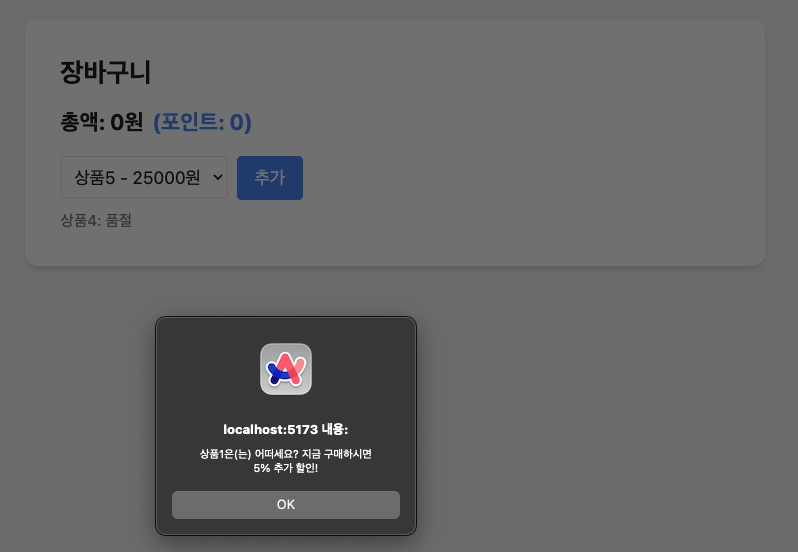 장바구니
총액: 0원 (포인트: 0)
상품5 - 25000원 추가
상품4: 품절
localhost:5173 내용:
상품1은(는) 어떠세요? 지금 구매하시면
5% 추가 할인!
OK